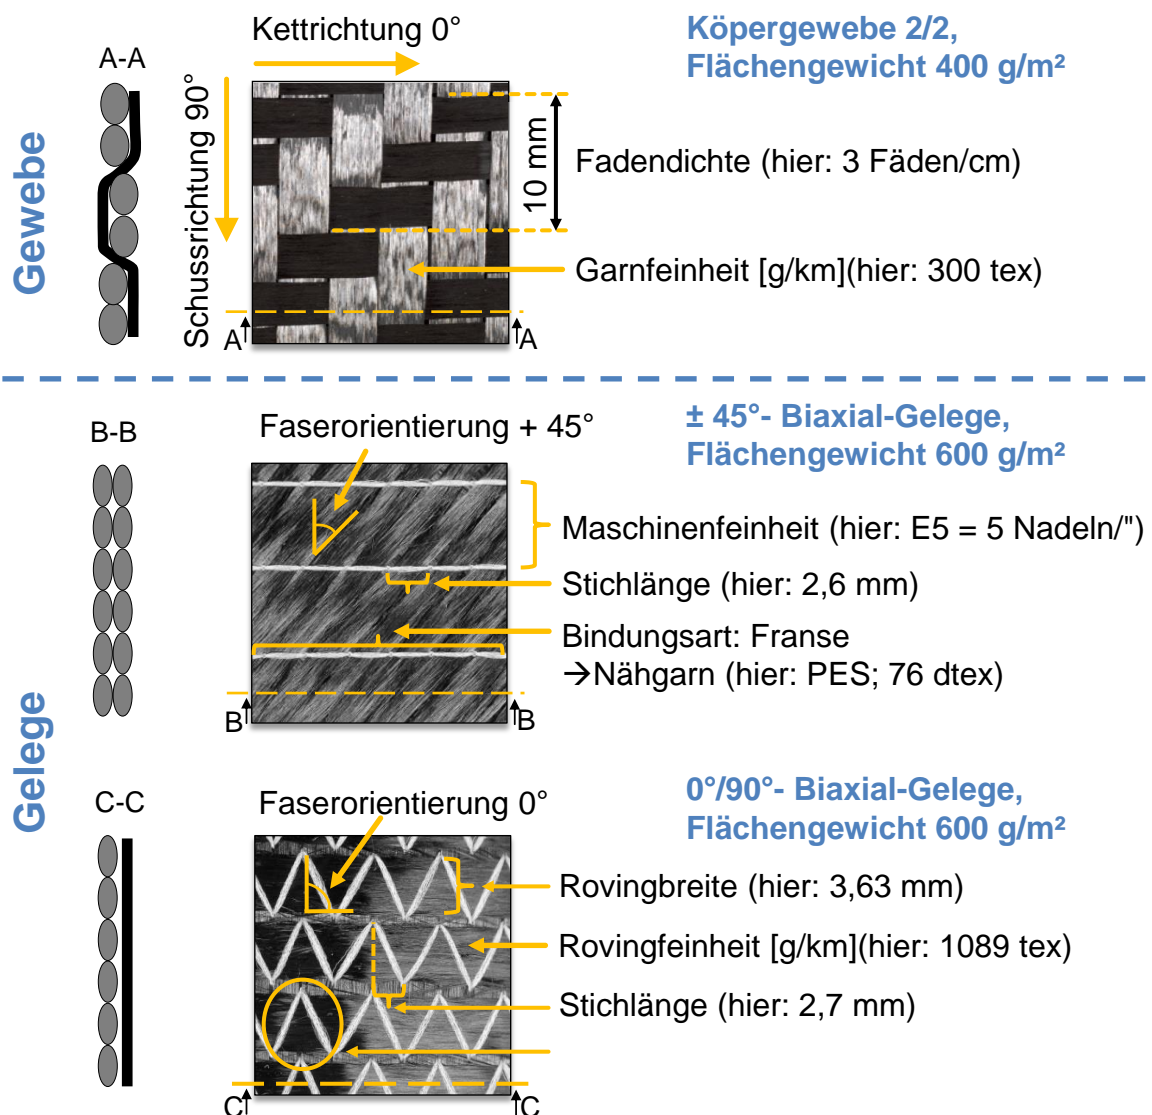 Gewebe
A-A
Kettrichtung 0°
Schussrichtung 90°
Köpergewebe 2/2,
Flächengewicht 400 g/m²
10 mm
Fadendichte (hier: 3 Fäden/cm)
Garnfeinheit [g/km](hier: 300 tex)
A
A
Gelege
B-B
Faserorientierung + 45°
± 45°- Biaxial-Gelege,
Flächengewicht 600 g/m²
Maschinenfeinheit (hier: E5 = 5 Nadeln/")
Stichlänge (hier: 2,6 mm)
Bindungsart: Franse
→Nähgarn (hier: PES; 76 dtex)
B
B
C-C
Faserorientierung 0°
0°/90°- Biaxial-Gelege,
Flächengewicht 600 g/m²
Rovingbreite (hier: 3,63 mm)
Rovingfeinheit [g/km](hier: 1089 tex)
Stichlänge (hier: 2,7 mm)
C
C